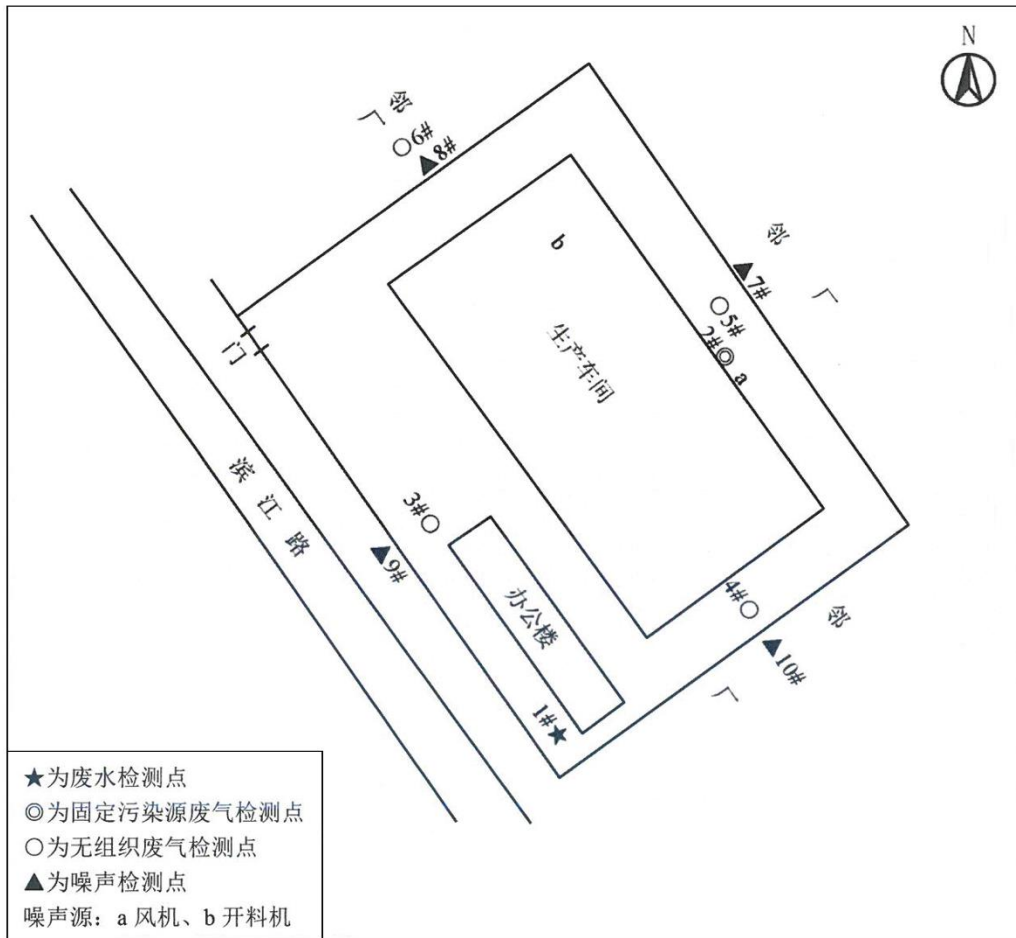 N
邻厂
○6#
▲8#
邻厂
▲7#
○5#
2#◎
a
b
生产车间
门
滨江路
3#○
▲9#
办公楼
4#○
邻厂
▲10#
1#★
★为废水检测点
◎为固定污染源废气检测点
○为无组织废气检测点
▲为噪声检测点
噪声源：a 风机、b 开料机